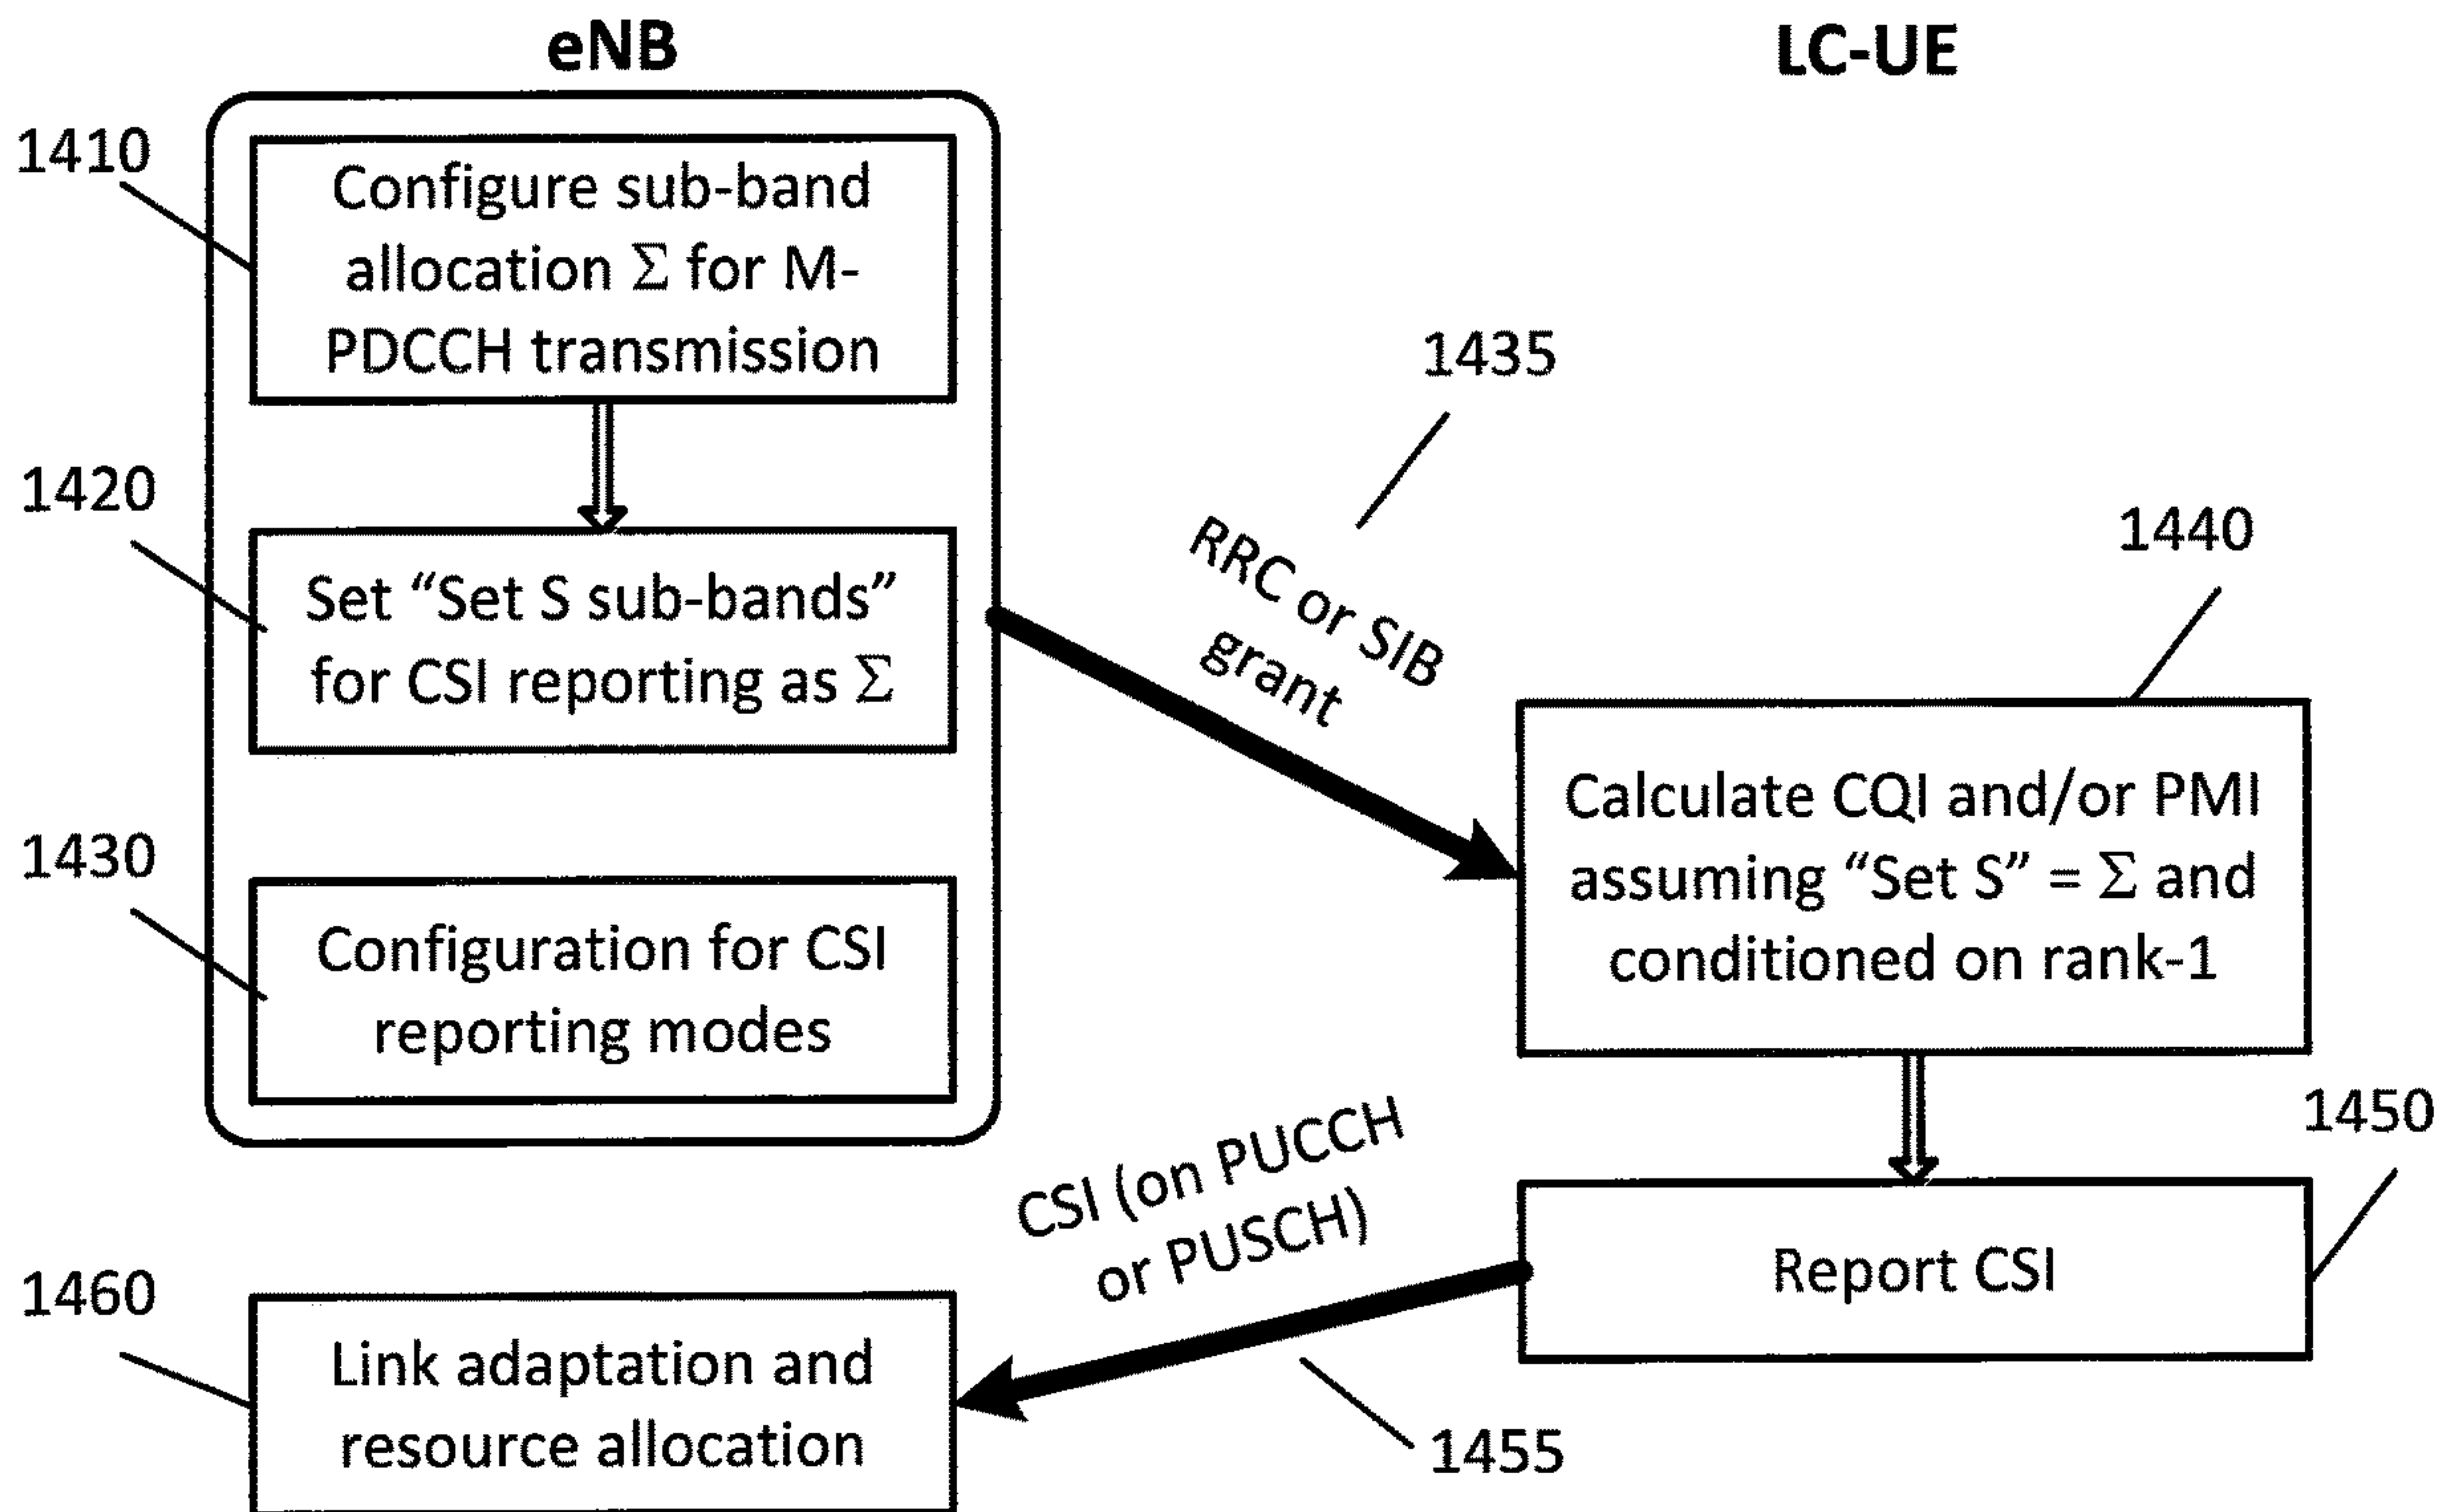 eNB
LC-UE
1410
Configure sub-band
allocation Σ for M-
PDCCH transmission
1420
Set “Set S sub-bands”
for CSI reporting as Σ
1430
Configuration for CSI
reporting modes
1435
RRC or SIB
grant
1440
Calculate CQI and/or PMI
assuming “Set S” = Σ and
conditioned on rank-1
1450
Report CSI
CSI (on PUCCH
or PUSCH)
1455
1460
Link adaptation and
resource allocation